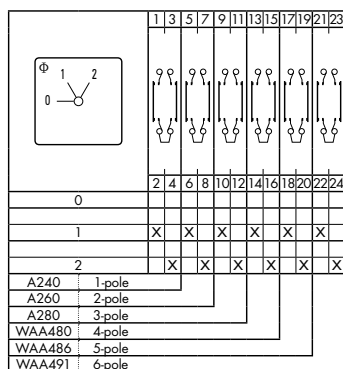 1 3 5 7 9 11 13 15 17 19 21 23
Φ
1 2
0
2 4 6 8 10 12 14 16 18 20 22 24
0
1 X X X X X X
2 X X X X X X
A240 1-pole
A260 2-pole
A280 3-pole
WAA480 4-pole
WAA486 5-pole
WAA491 6-pole